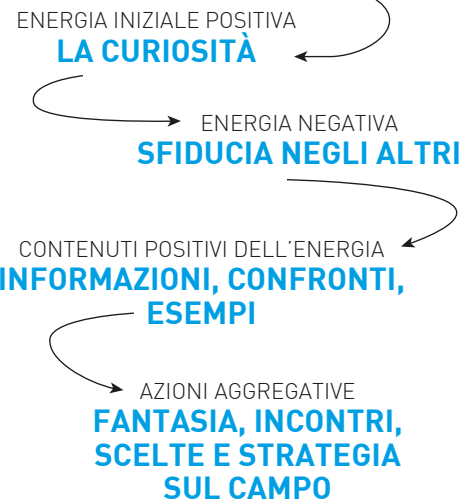 ENERGIA INIZIALE POSITIVA
LA CURIOSITÀ
ENERGIA NEGATIVA
SFIDUCIA NEGLI ALTRI
CONTENUTI POSITIVI DELL'ENERGIA
INFORMAZIONI, CONFRONTI,
ESEMPI
AZIONI AGGREGATIVE
FANTASIA, INCONTRI,
SCELTE E STRATEGIA
SUL CAMPO